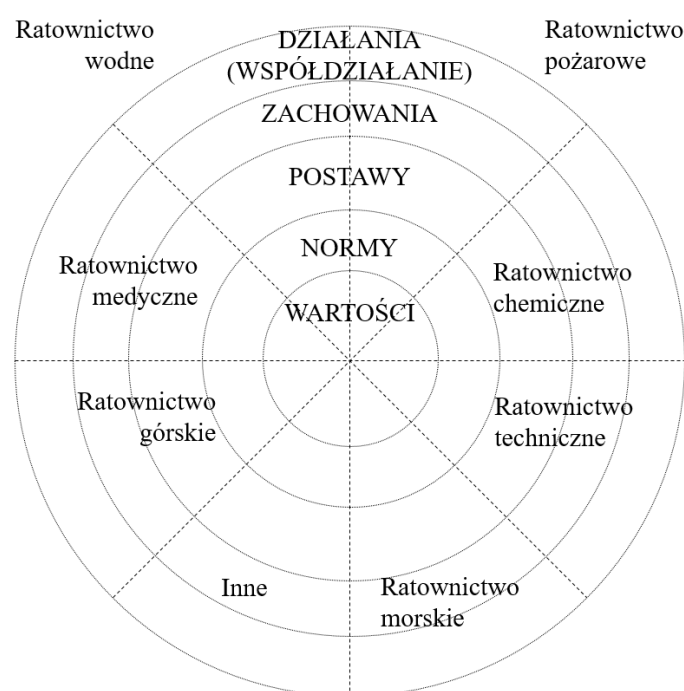 Ratownictwo
wodne
DZIAŁANIA
(WSPÓŁDZIAŁANIE)
Ratownictwo
pożarowe
ZACHOWANIA
POSTAWY
NORMY
Ratownictwo
medyczne
Ratownictwo
chemiczne
WARTOŚCI
Ratownictwo
górskie
Ratownictwo
techniczne
Inne
Ratownictwo
morskie